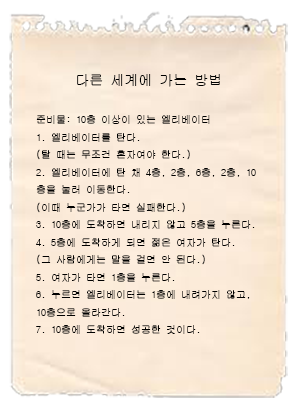 다른 세계에 가는 방법
준비물: 10층 이상이 있는 엘리베이터
1. 엘리베이터를 탄다.
(탈 때는 무조건 혼자여야 한다.)
2. 엘리베이터에 탄 채 4층, 2층, 6층, 2층, 10
층을 눌러 이동한다.
(이때 누군가가 타면 실패한다.)
3. 10층에 도착하면 내리지 않고 5층을 누른다.
4. 5층에 도착하게 되면 젊은 여자가 탄다.
(그 사람에게는 말을 걸면 안 된다.)
5. 여자가 타면 1층을 누른다.
6. 누르면 엘리베이터는 1층에 내려가지 않고,
10층으로 올라간다.
7. 10층에 도착하면 성공한 것이다.